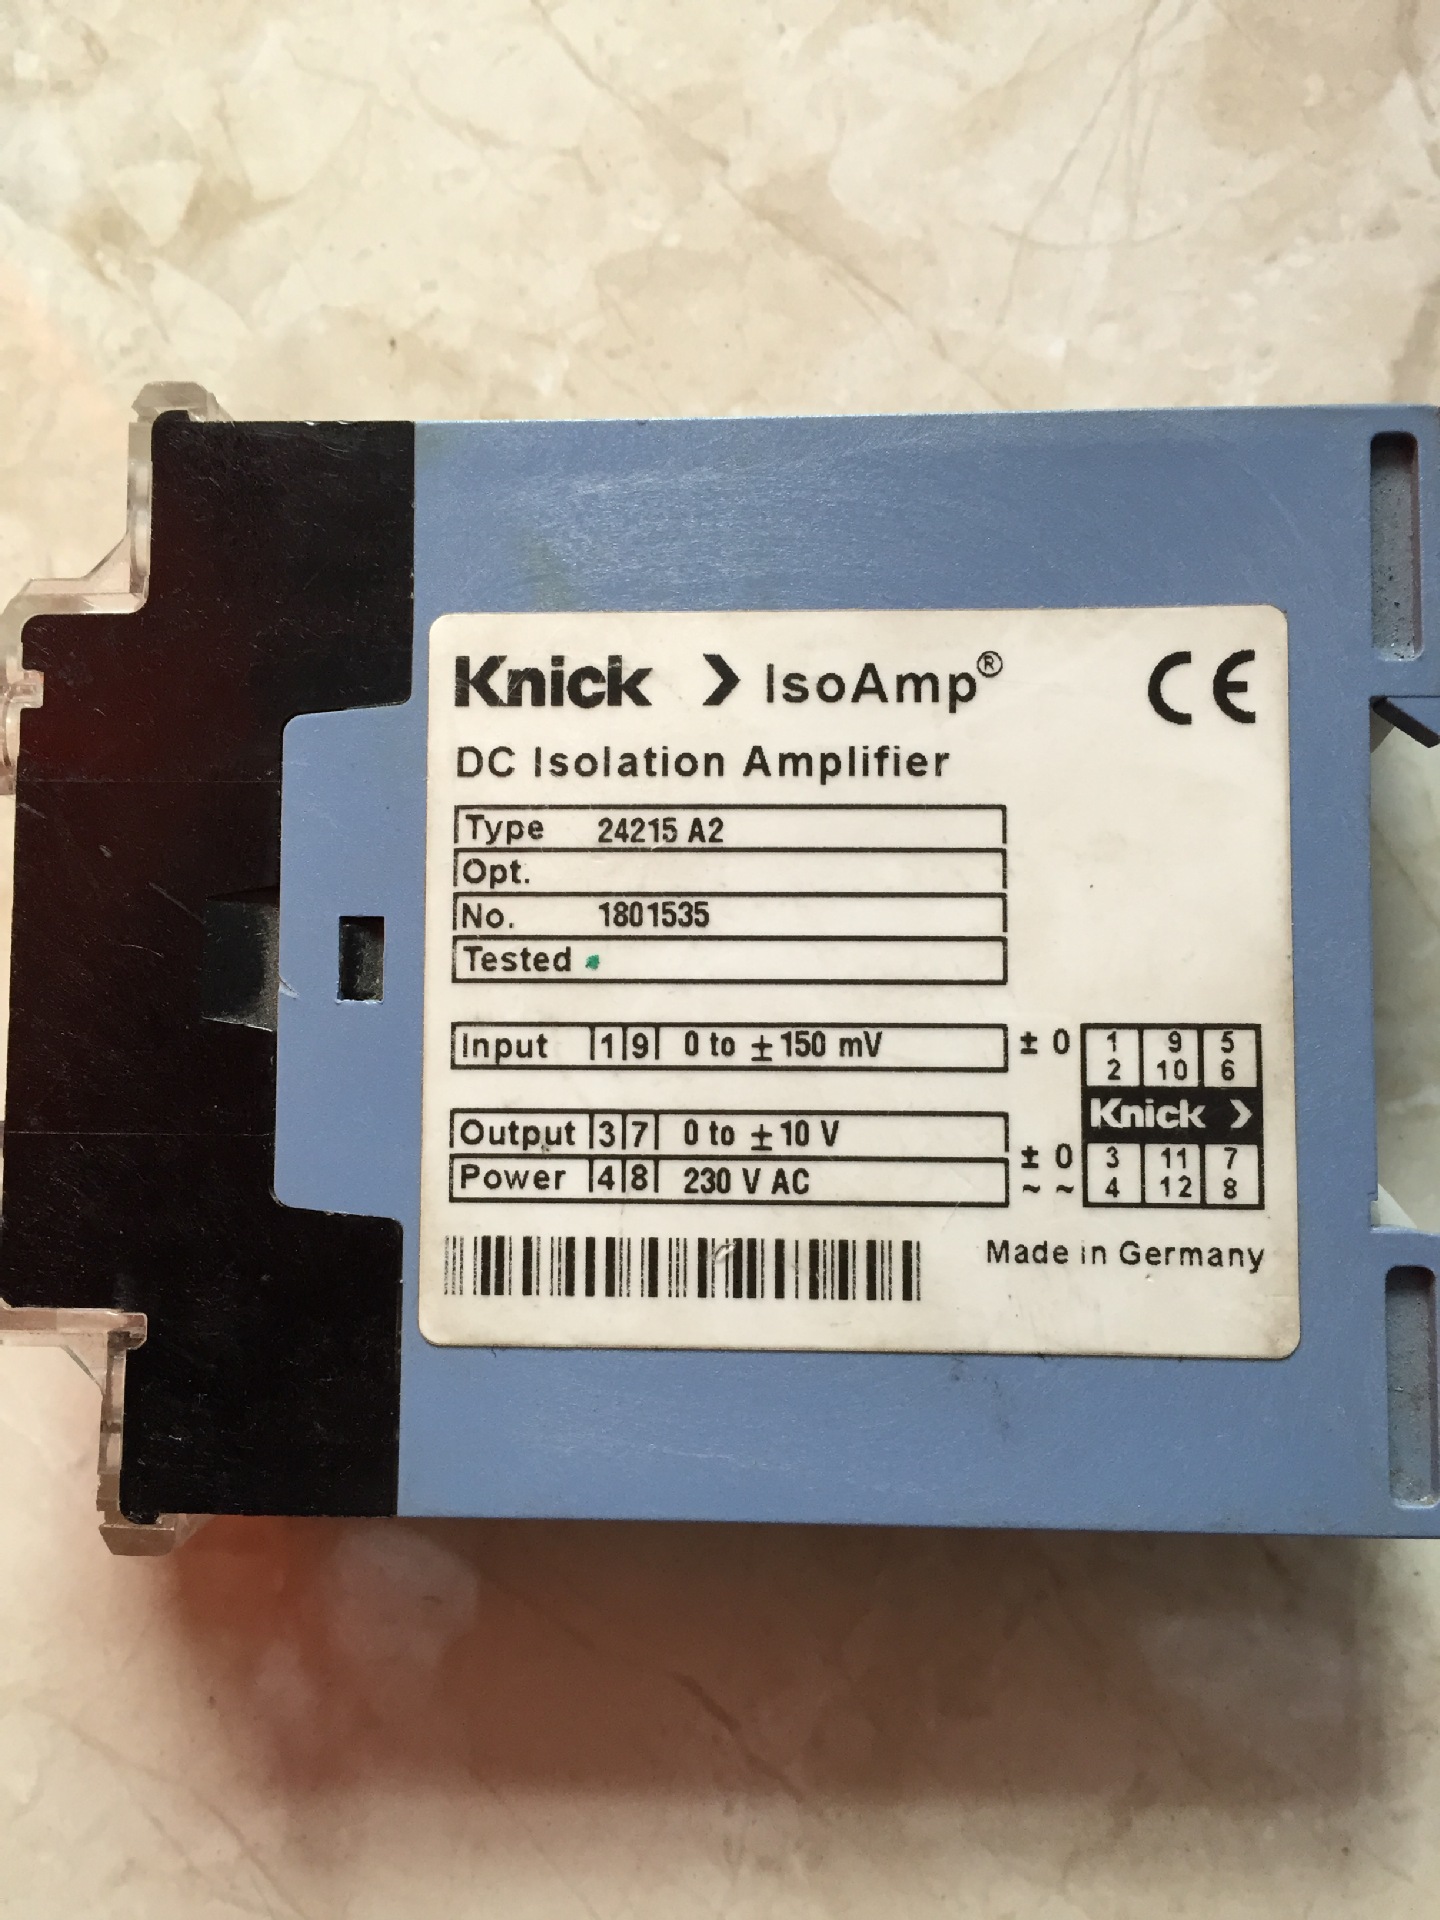 Knick > IsoAmp® CE
DC Isolation Amplifier
Type 24215 A2
Opt.
No. 1801535
Tested
Input 1 9 0 to ±150 mV ± 0
1 9 5
2 10 6
Knick >
Output 3 7 0 to ±10 V ± 0
Power 4 8 230 V AC ~ ~
3 11 7
4 12 8
Made in Germany